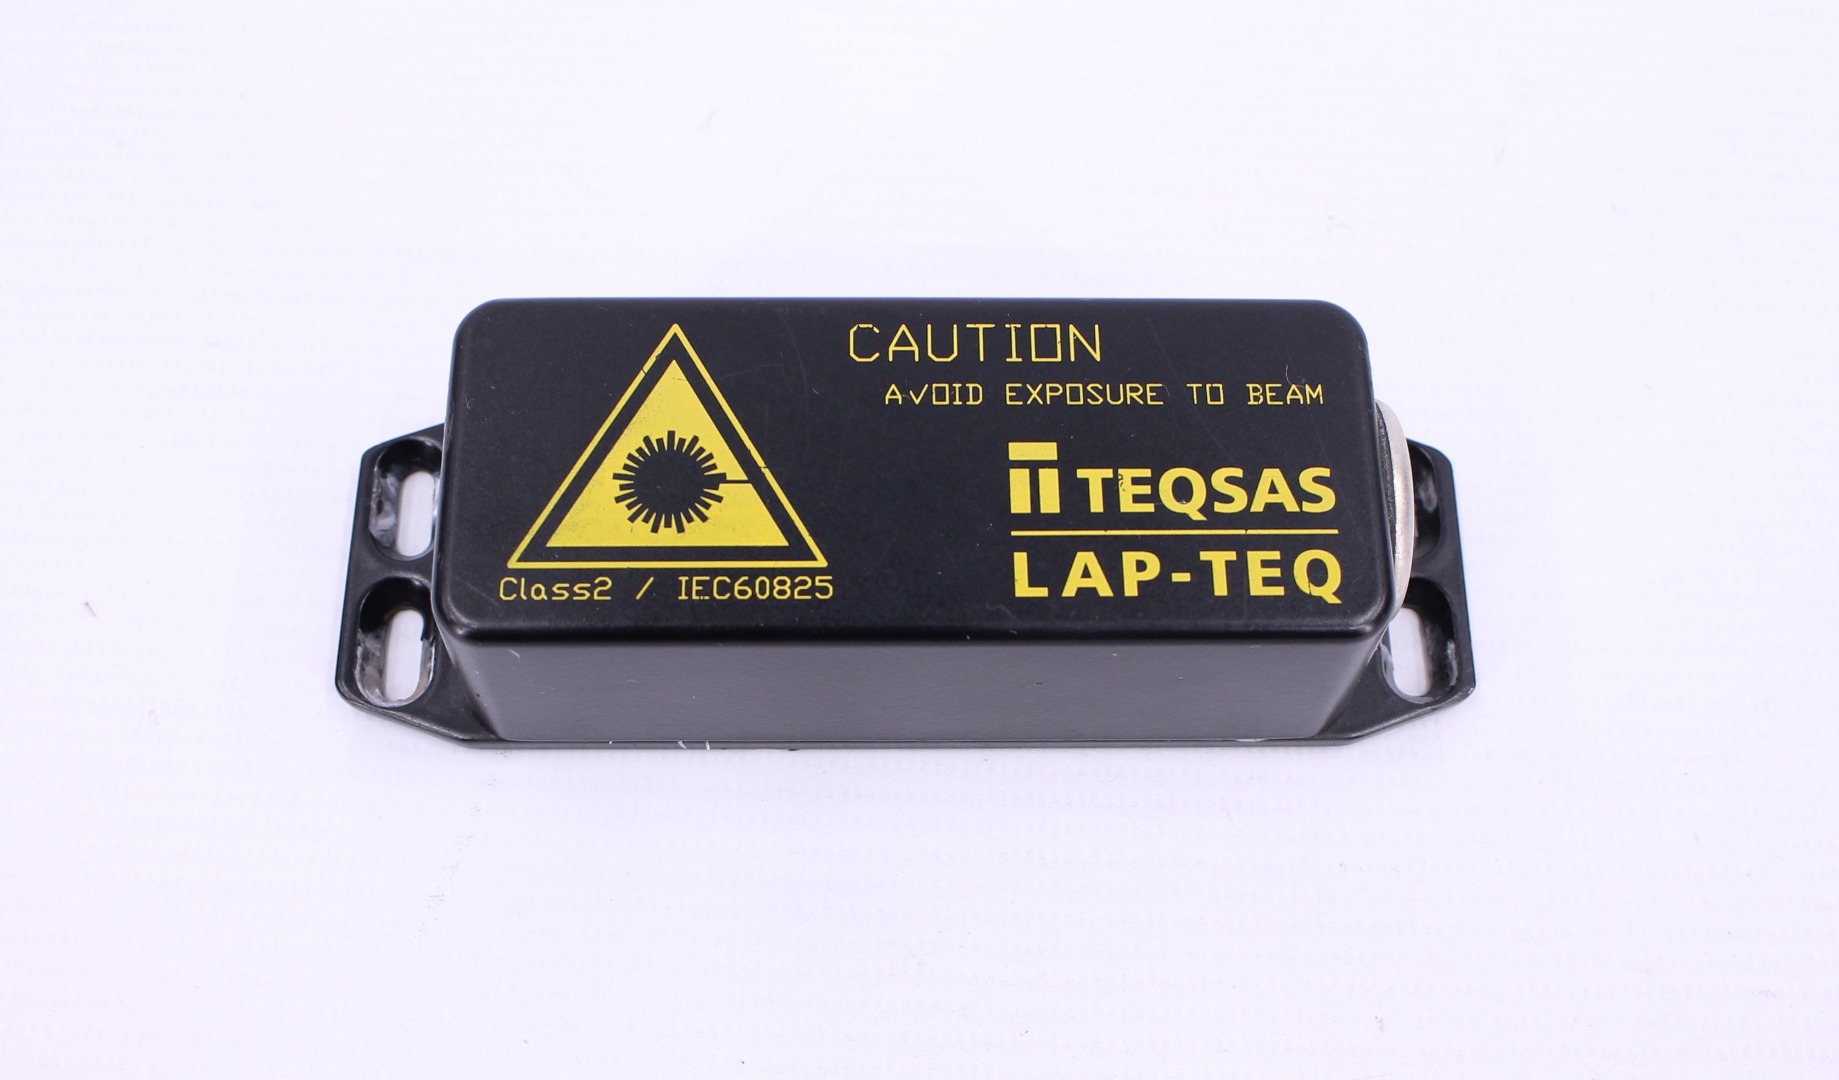 CAUTION
AVOID EXPOSURE TO BEAM
TEQSAS
LAP-TEQ
Class2 / IEC60825